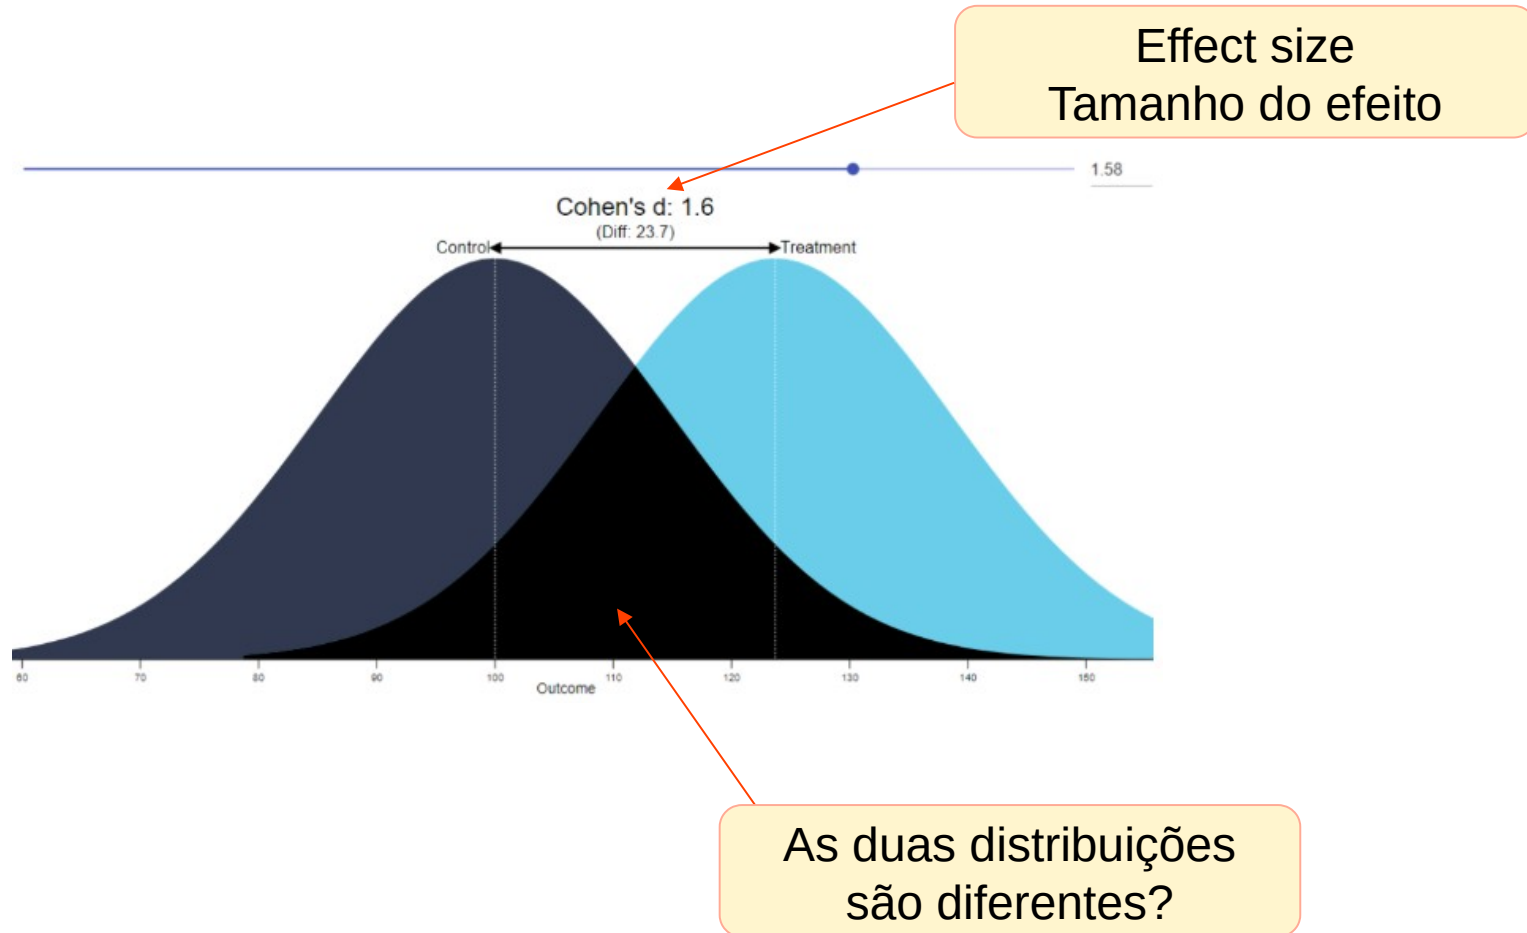 Effect size
Tamanho do efeito
1.58
Cohen's d: 1.6
(Diff: 23.7)
Control
Treatment
60 70 80 90 100 110 120 130 140 150
Outcome
As duas distribuições
são diferentes?